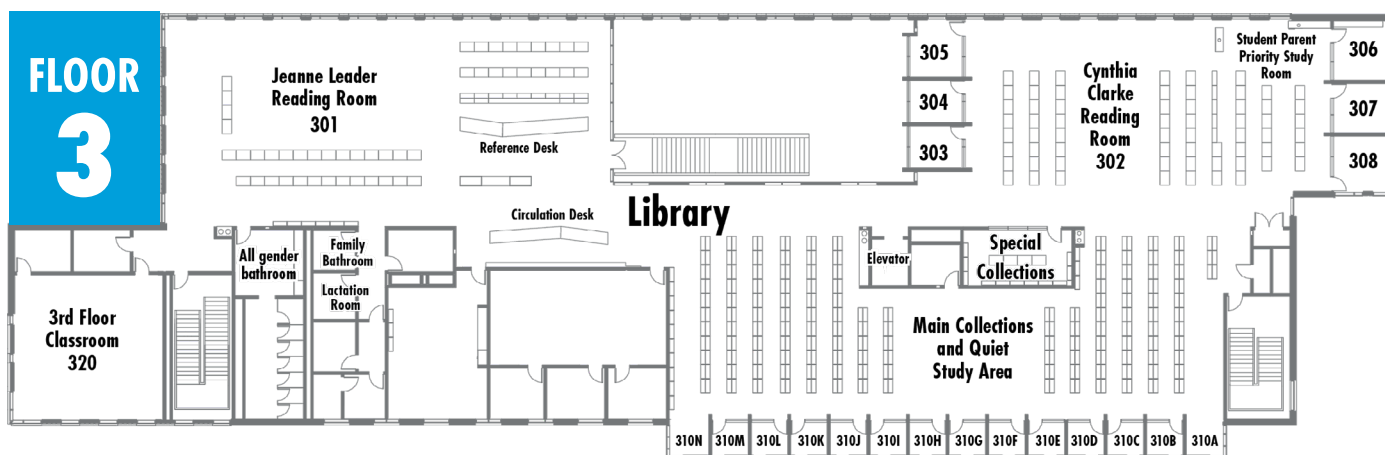 FLOOR
3
Jeanne Leader
Reading Room
301
Reference Desk
Circulation Desk
Library
305
304
303
Cynthia
Clarke
Reading
Room
302
Student Parent
Priority Study
Room
306
307
308
All gender
bathroom
Family
Bathroom
Lactation
Room
3rd Floor
Classroom
320
Elevator
Special
Collections
Main Collections
and Quiet
Study Area
310N
310M
310L
310K
310J
310I
310H
310G
310F
310E
310D
310C
310B
310A